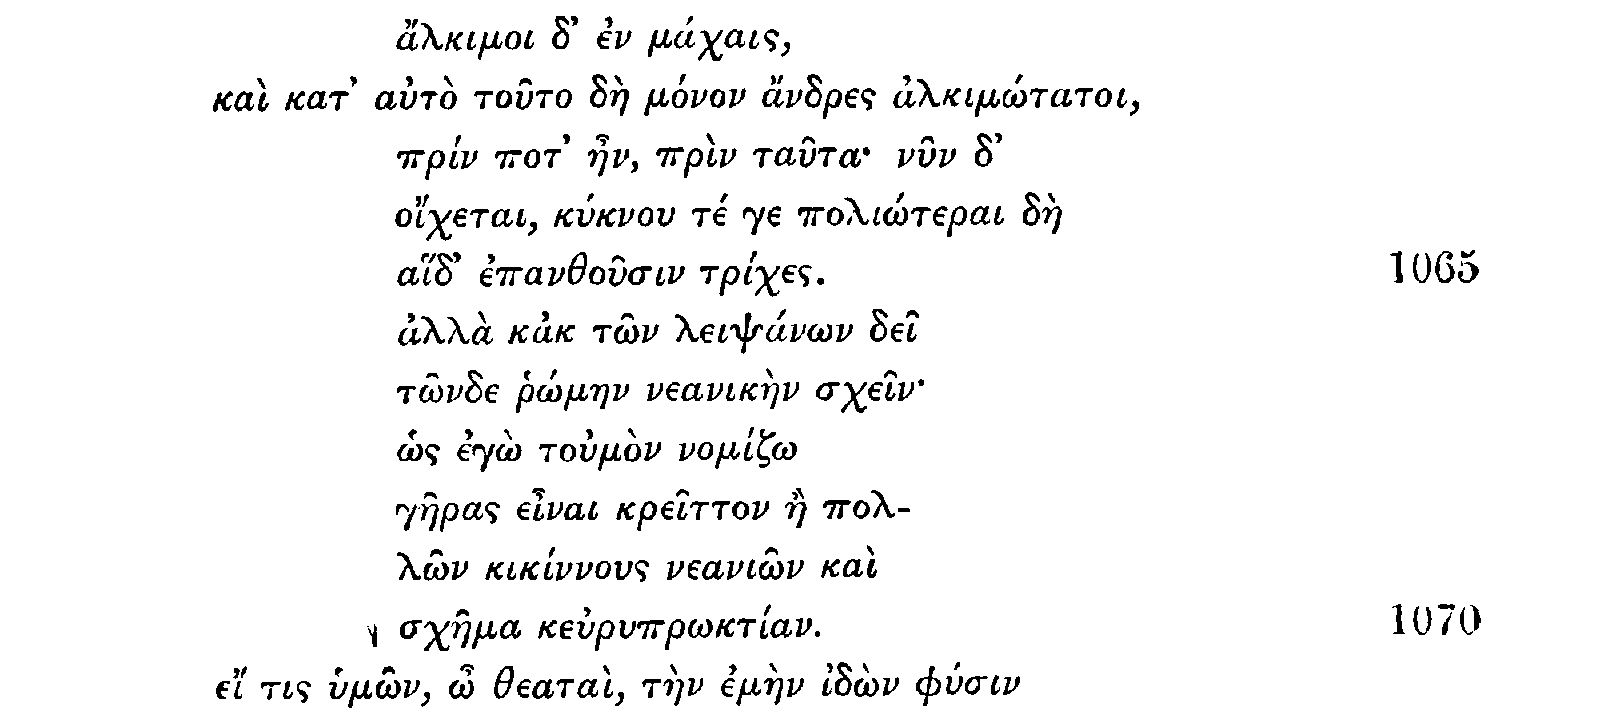 ἄλκιμοι δ’ ἐν μάχαις,
καὶ κατ’ αὐτὸ τοῦτο δὴ μόνον ἄνδρες ἀλκιμώτατοι,
πρίν ποτ’ ἦν, πρὶν ταῦτα· νῦν δ’
οἴχεται, κύκνου τέ γε πολιώτεραι δὴ
αἵδ’ ἐπανθοῦσιν τρίχες. 1065
ἀλλὰ κἀκ τῶν λειψάνων δεῖ
τῶνδε ῥώμην νεανικὴν σχεῖν·
ὡς ἐγὼ τοὐμὸν νομίζω
γῆρας εἶναι κρεῖττον ἢ πολ-
λῶν κικίννους νεανιῶν καὶ
σχῆμα κεὐρυπρωκτίαν. 1070
εἴ τις ὑμῶν, ὦ θεαταὶ, τὴν ἐμὴν ἰδὼν φύσιν